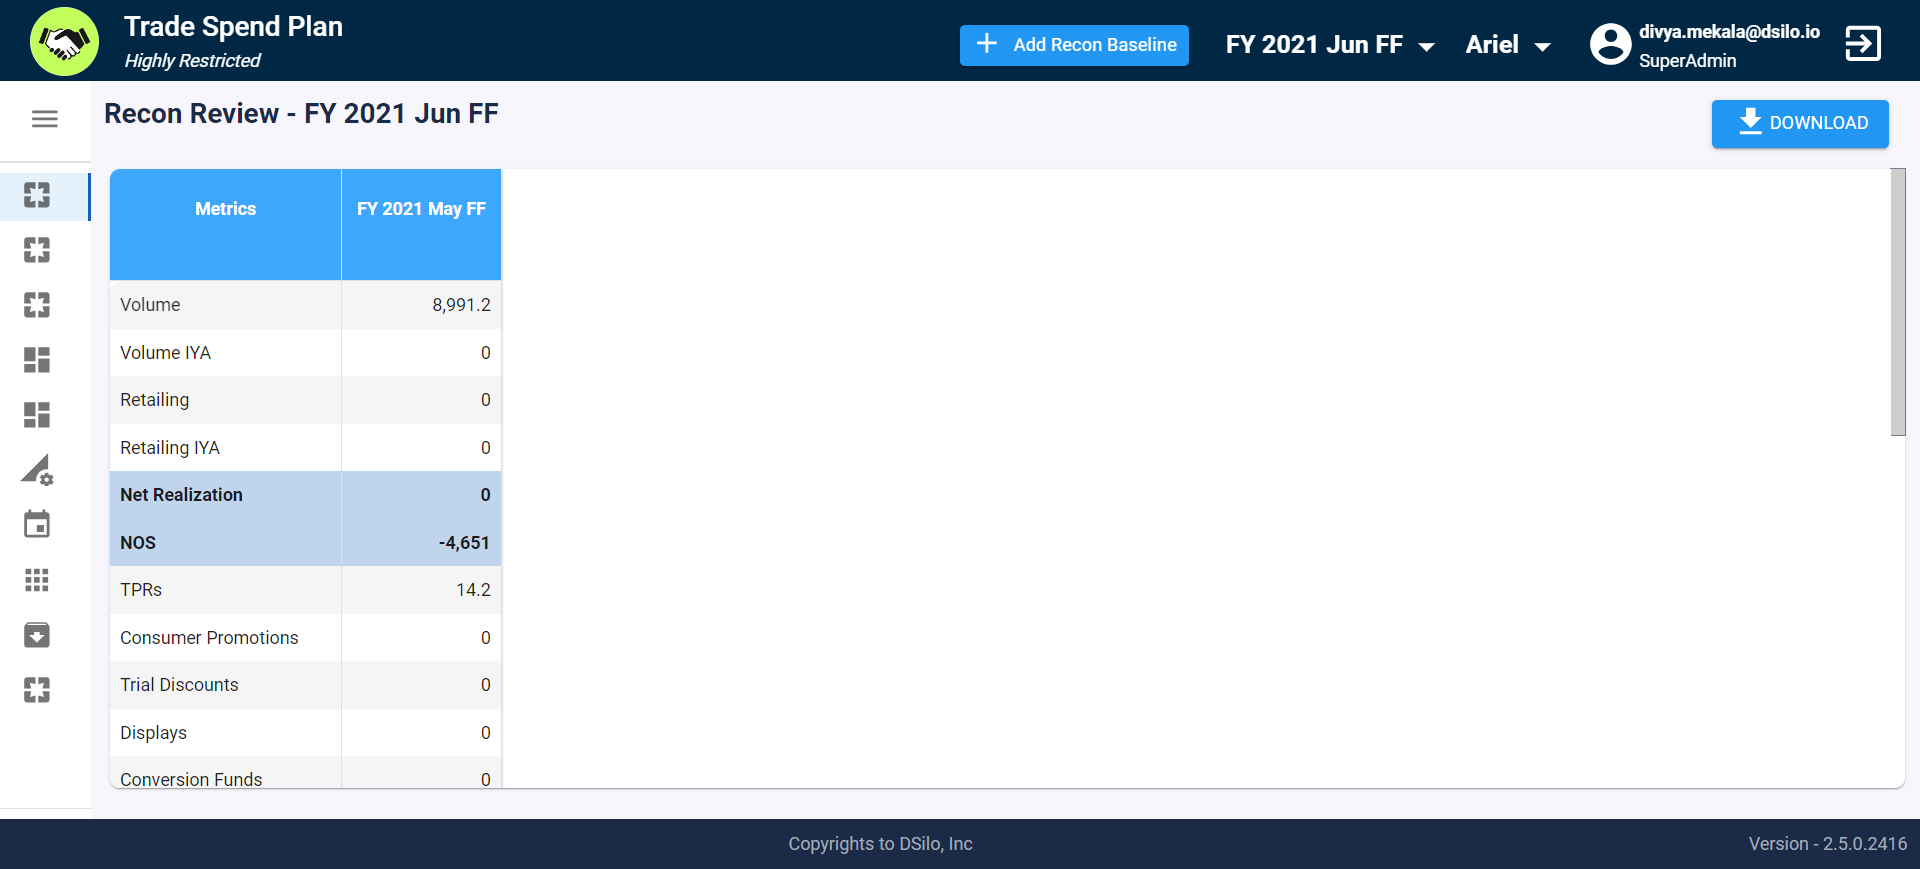 Trade Spend Plan
Highly Restricted
Add Recon Baseline
FY 2021 Jun FF
Ariel
divya.mekala@dsilo.io
SuperAdmin
Recon Review - FY 2021 Jun FF
DOWNLOAD
Metrics FY 2021 May FF
Volume 8,991.2
Volume IYA 0
Retailing 0
Retailing IYA 0
Net Realization 0
NOS -4,651
TPRs 14.2
Consumer Promotions 0
Trial Discounts 0
Displays 0
Conversion Funds 0
Copyrights to DSilo, Inc
Version - 2.5.0.2416